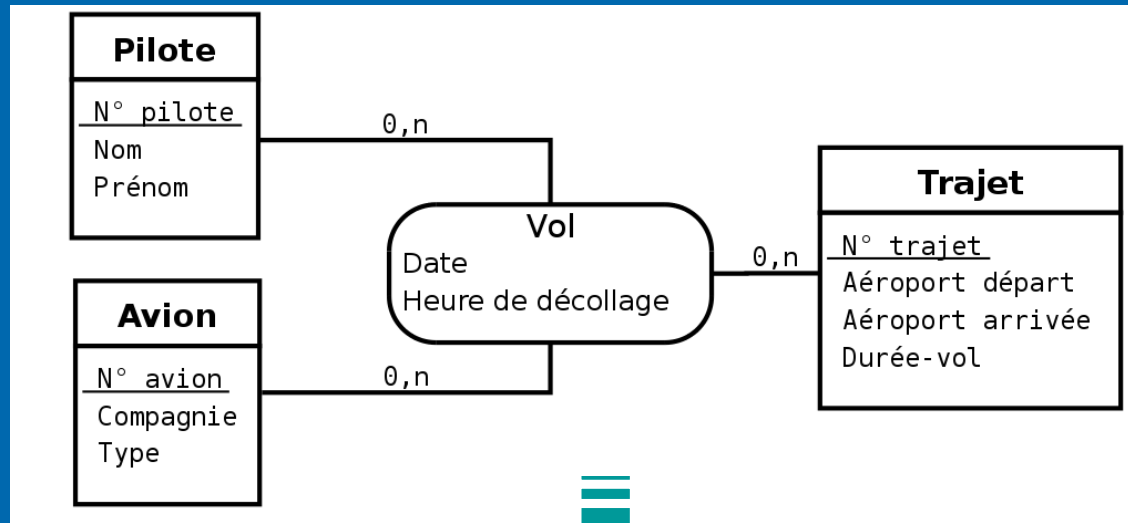 Pilote
N° pilote
Nom
Prénom
0,n
Vol
Date
Heure de décollage
0,n
Trajet
N° trajet
Aéroport départ
Aéroport arrivée
Durée-vol
Avion
N° avion
Compagnie
Type
0,n